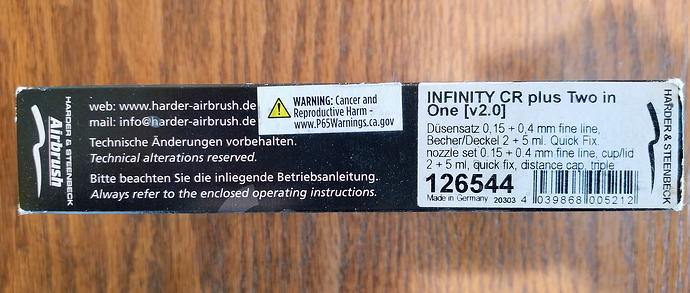 HARDER & STEENBECK
Airbrush
web: www.harder-airbrush.de
mail: info@harder-airbrush.de
Technische Änderungen vorbehalten.
Technical alterations reserved.
Bitte beachten Sie die inliegende Betriebsanleitung.
Always refer to the enclosed operating instructions.
WARNING: Cancer and
Reproductive Harm -
www.P65Warnings.ca.gov
INFINITY CR plus Two in
One [v2.0]
Düsensatz 0,15 + 0,4 mm fine line,
Becher/Deckel 2 + 5 ml, Quick Fix.
nozzle set 0.15 + 0.4 mm fine line, cup/lid
2 + 5 ml, quick fix, distance cap, triple
126544
Made in Germany 20303
4 039868 005212
HARDER & STEENBECK